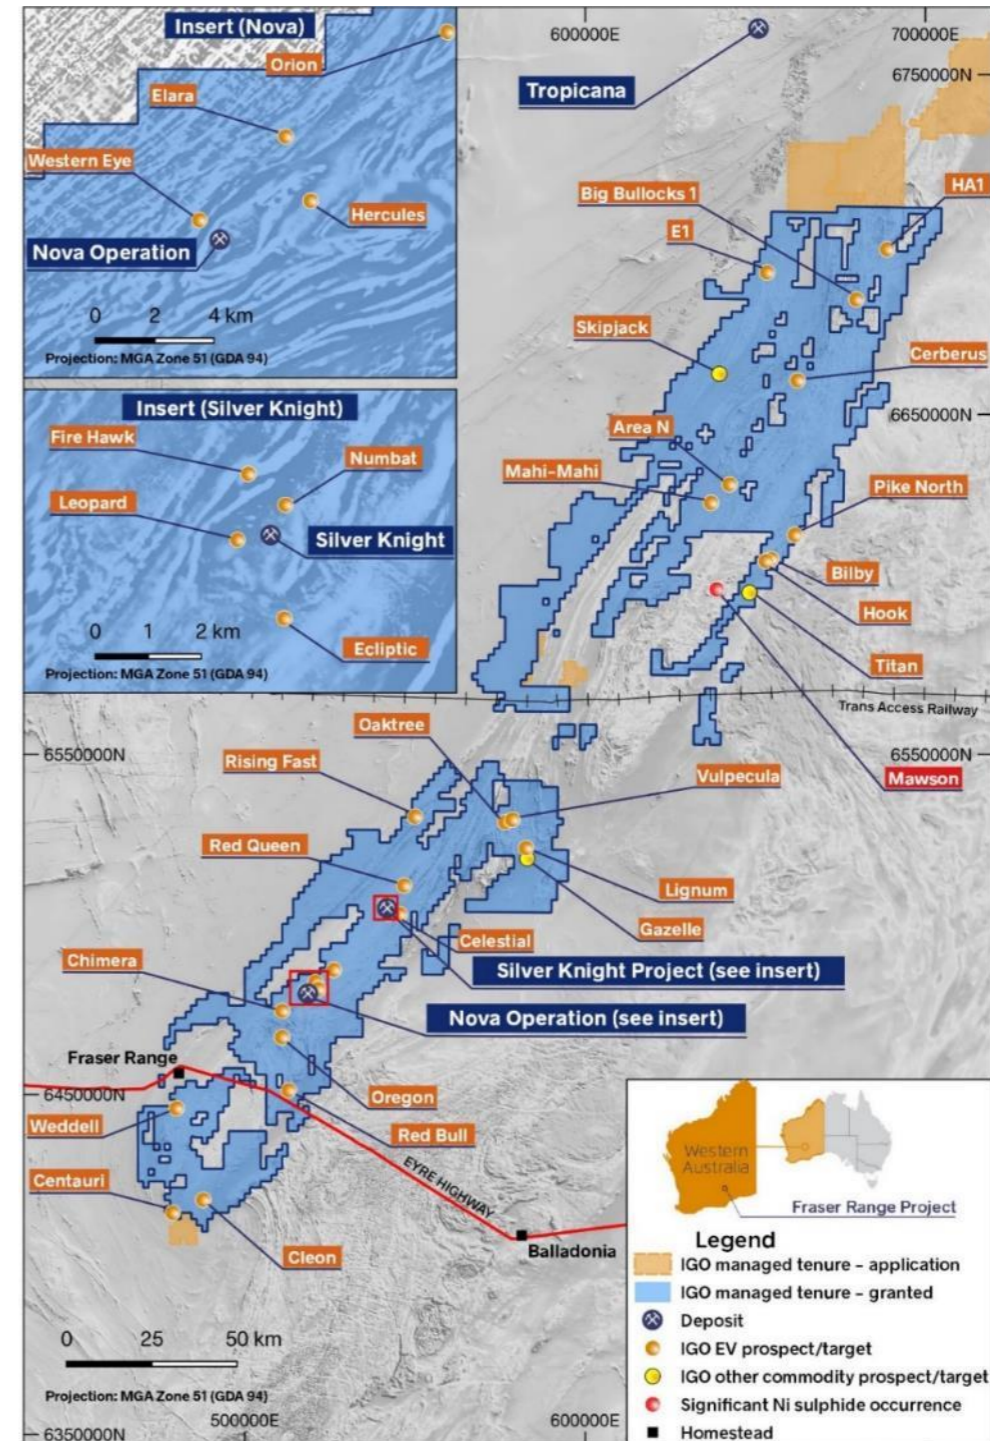 Insert (Nova)
Orion
Elara
Western Eye
Hercules
Nova Operation
0 2 4 km
Projection: MGA Zone 51 (GDA 94)
Insert (Silver Knight)
Fire Hawk
Numbat
Leopard
Silver Knight
0 1 2 km
Ecliptic
Projection: MGA Zone 51 (GDA 94)
600000E
700000E
6750000N
Tropicana
Big Bullocks 1
HA1
E1
Skipjack
Cerberus
6650000N
Area N
Mahi-Mahi
Pike North
Bilby
Hook
Titan
Trans Access Railway
Oaktree
6550000N
6550000N
Rising Fast
Vulpecula
Mawson
Red Queen
Lignum
Gazelle
Celestial
Chimera
Silver Knight Project (see insert)
Nova Operation (see insert)
Fraser Range
6450000N
Oregon
Weddell
Red Bull
EYRE HIGHWAY
Centauri
Cleon
Balladonia
0 25 50 km
Projection: MGA Zone 51 (GDA 94)
500000E
600000E
6350000N
Western
Australia
Fraser Range Project
Legend
IGO managed tenure – application
IGO managed tenure – granted
Deposit
IGO EV prospect/target
IGO other commodity prospect/target
Significant Ni sulphide occurrence
Homestead